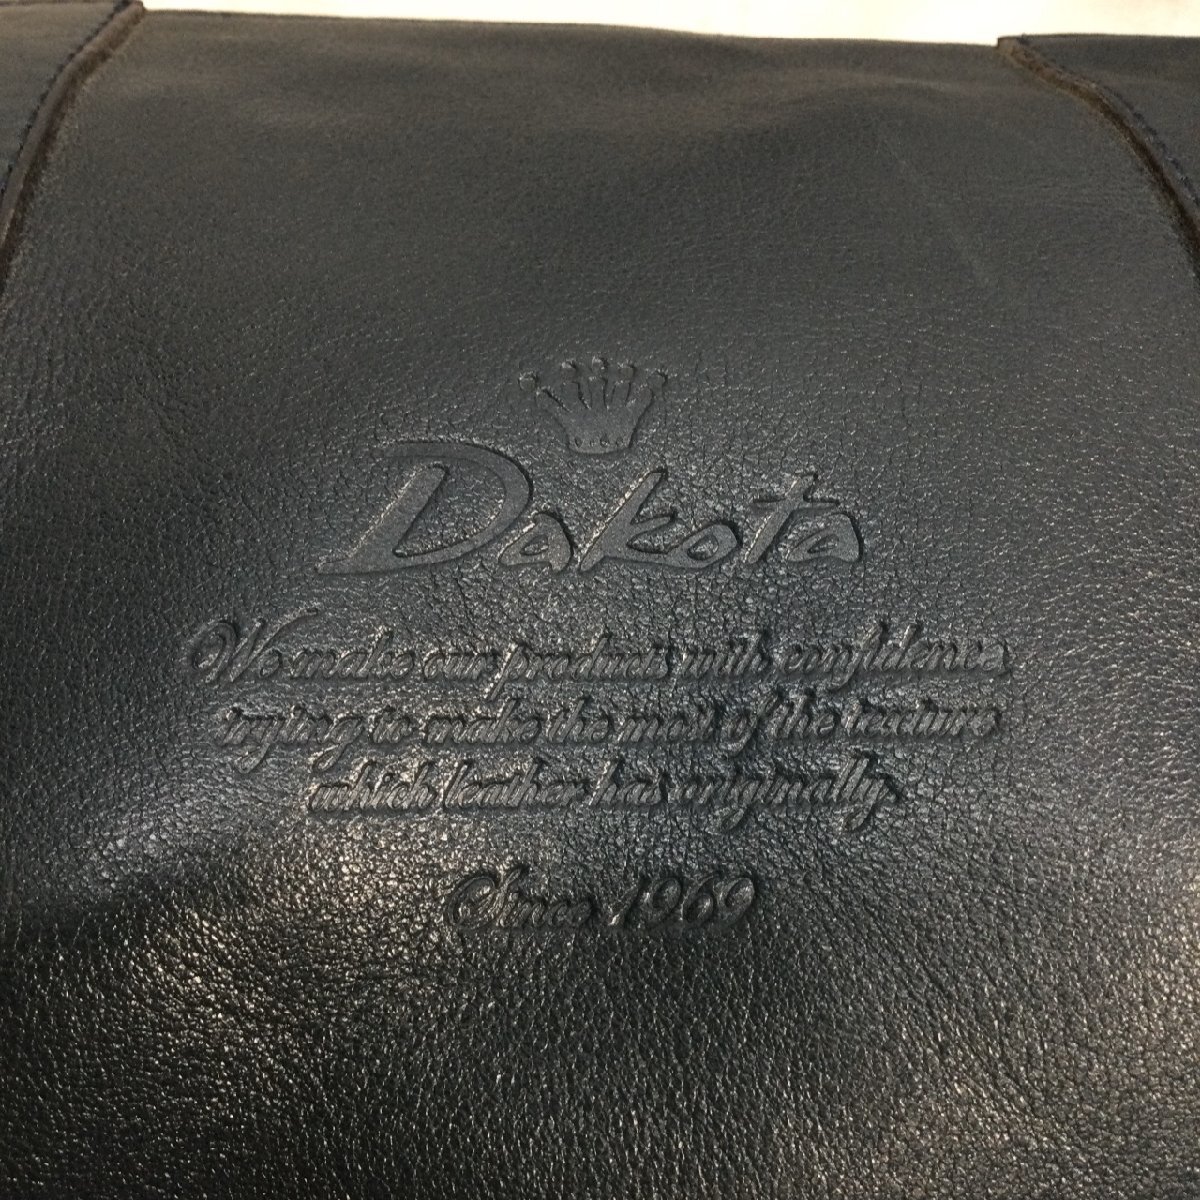 Dakota
We make our products with confidence,
trying to make the most of the texture
which leather has originally.
Since 1969